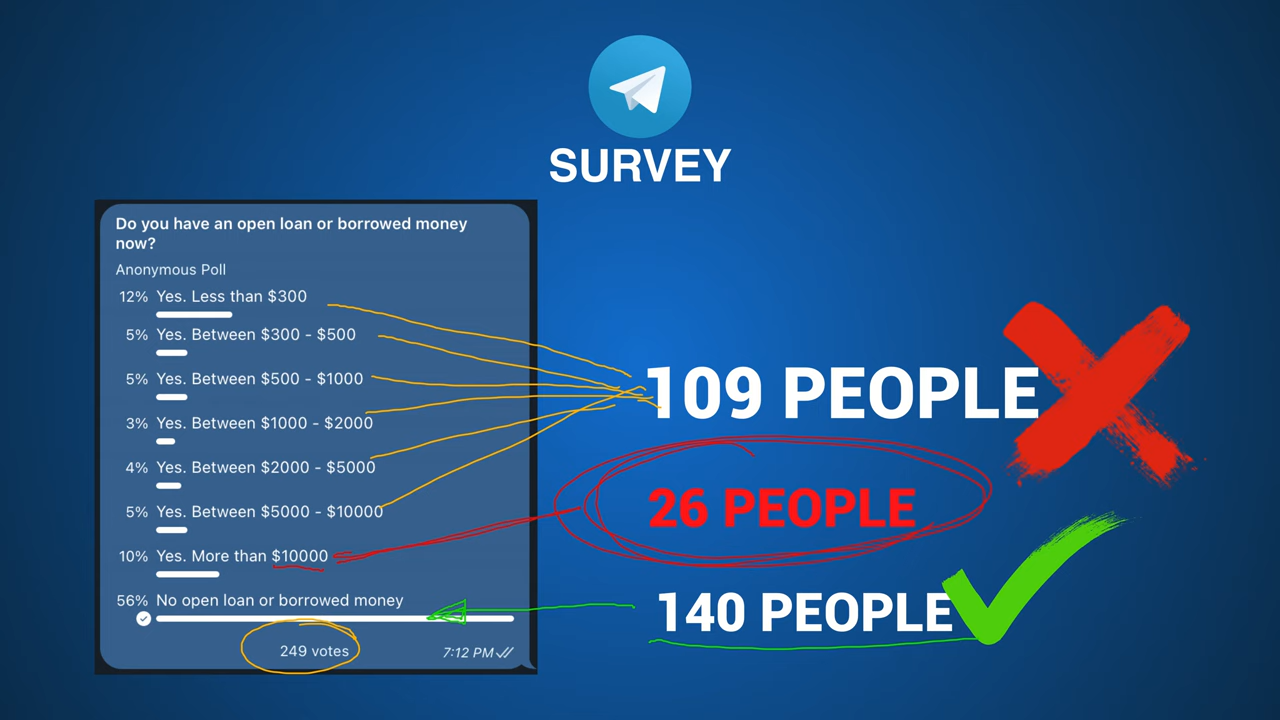 SURVEY
Do you have an open loan or borrowed money
now?
Anonymous Poll
12% Yes. Less than $300
5% Yes. Between $300 - $500
5% Yes. Between $500 - $1000
3% Yes. Between $1000 - $2000
4% Yes. Between $2000 - $5000
5% Yes. Between $5000 - $10000
10% Yes. More than $10000
56% No open loan or borrowed money
249 votes 7:12 PM
109 PEOPLE
26 PEOPLE
140 PEOPLE